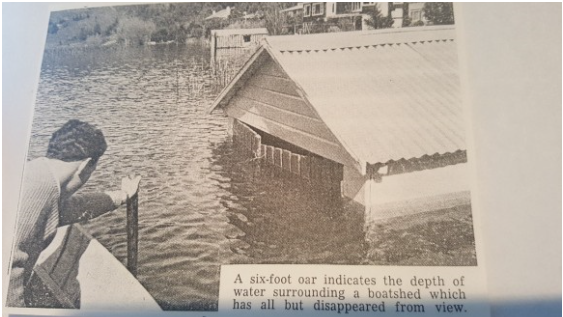 A six-foot oar indicates the depth of
water surrounding a boatshed which
has all but disappeared from view.